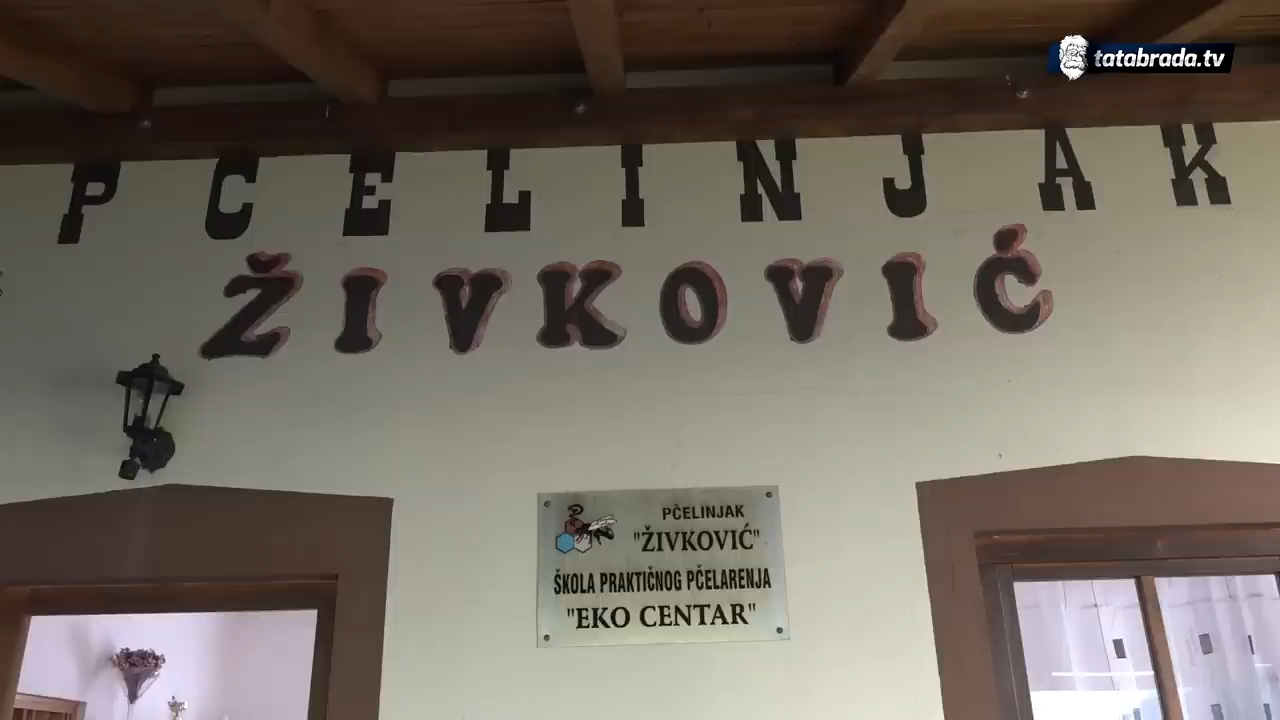 tatabrada.tv
PCELINJAK
ŽIVKOVIĆ
PČELINJAK
"ŽIVKOVIĆ"
ŠKOLA PRAKTIČNOG PČELARENJA
"EKO CENTAR"